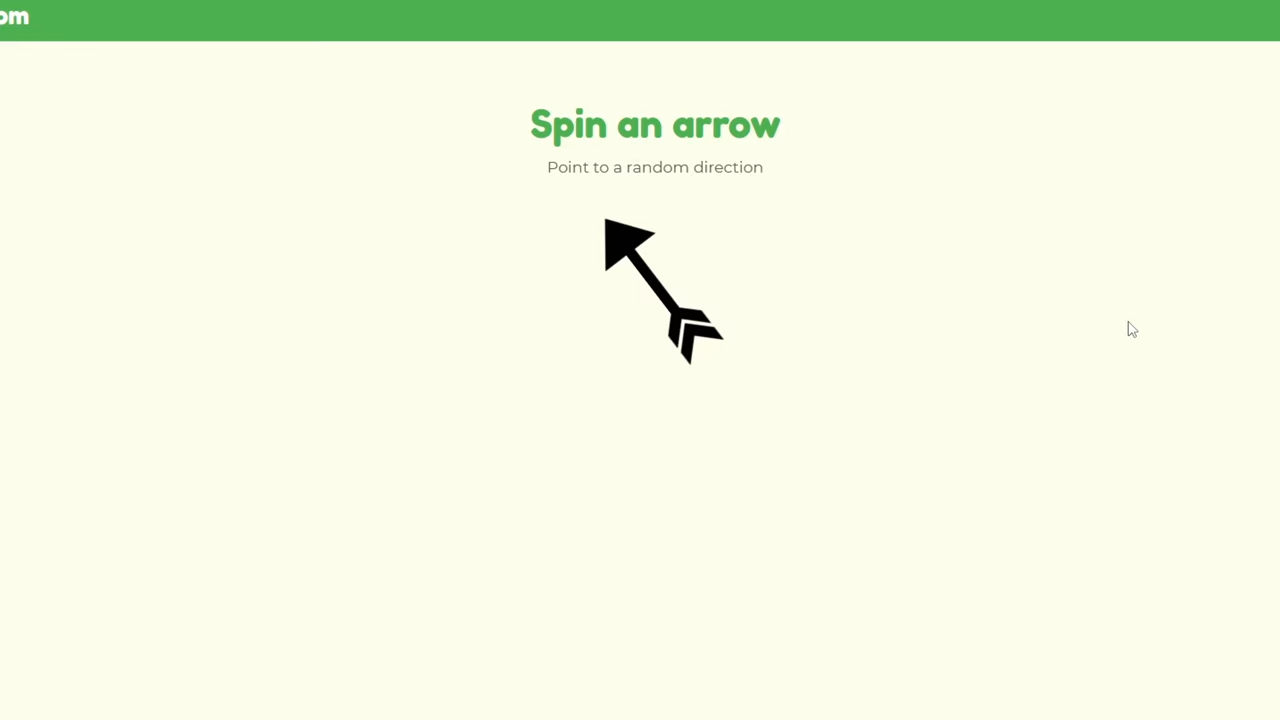 om
Spin an arrow
Point to a random direction